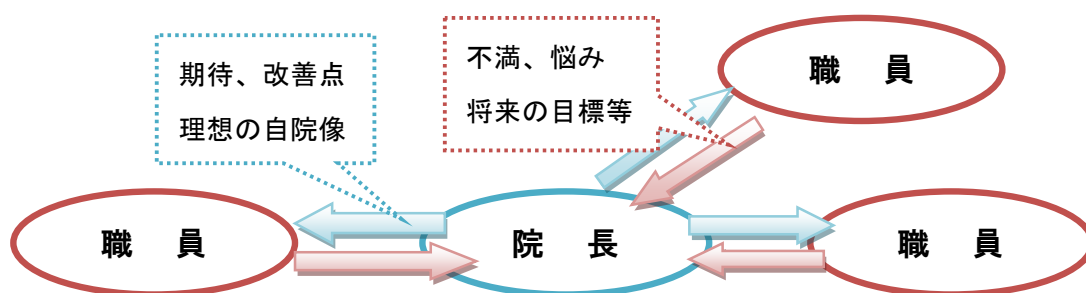 期待、改善点
理想の自院像
不満、悩み
将来の目標等
職 員
職 員
院 長
職 員